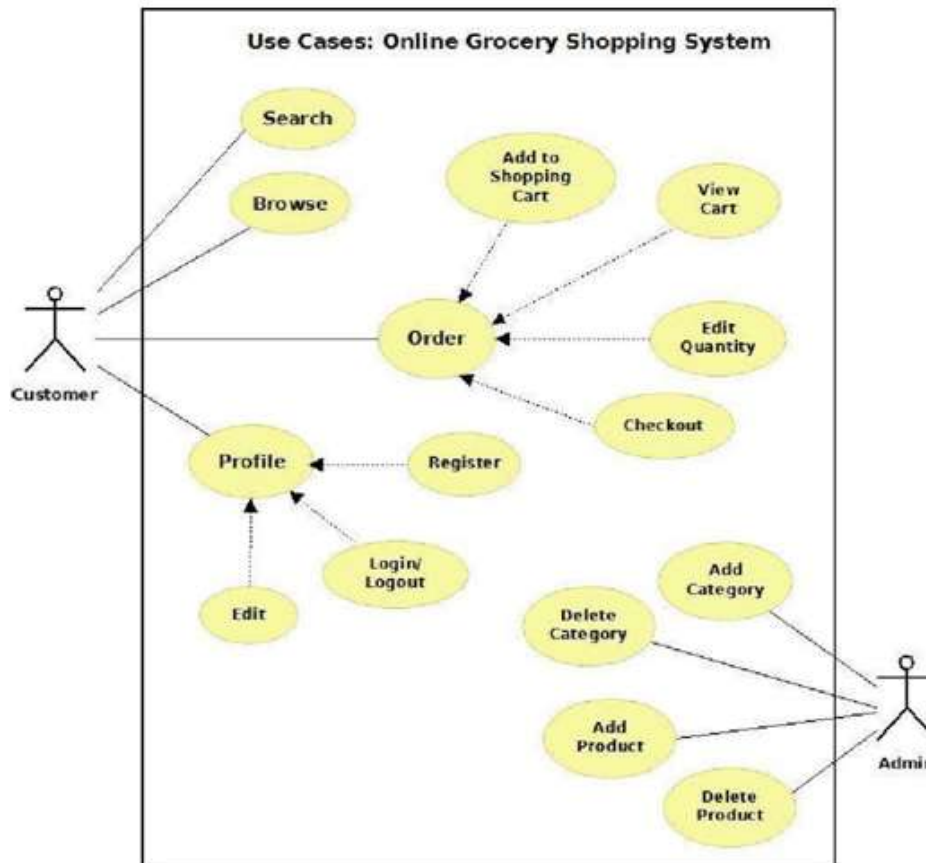 Use Cases: Online Grocery Shopping System
Search
Add to
Shopping
Cart
View
Cart
Browse
Order
Edit
Quantity
Customer
Checkout
Profile
Register
Login/
Logout
Edit
Add
Category
Delete
Category
Add
Product
Admin
Delete
Product